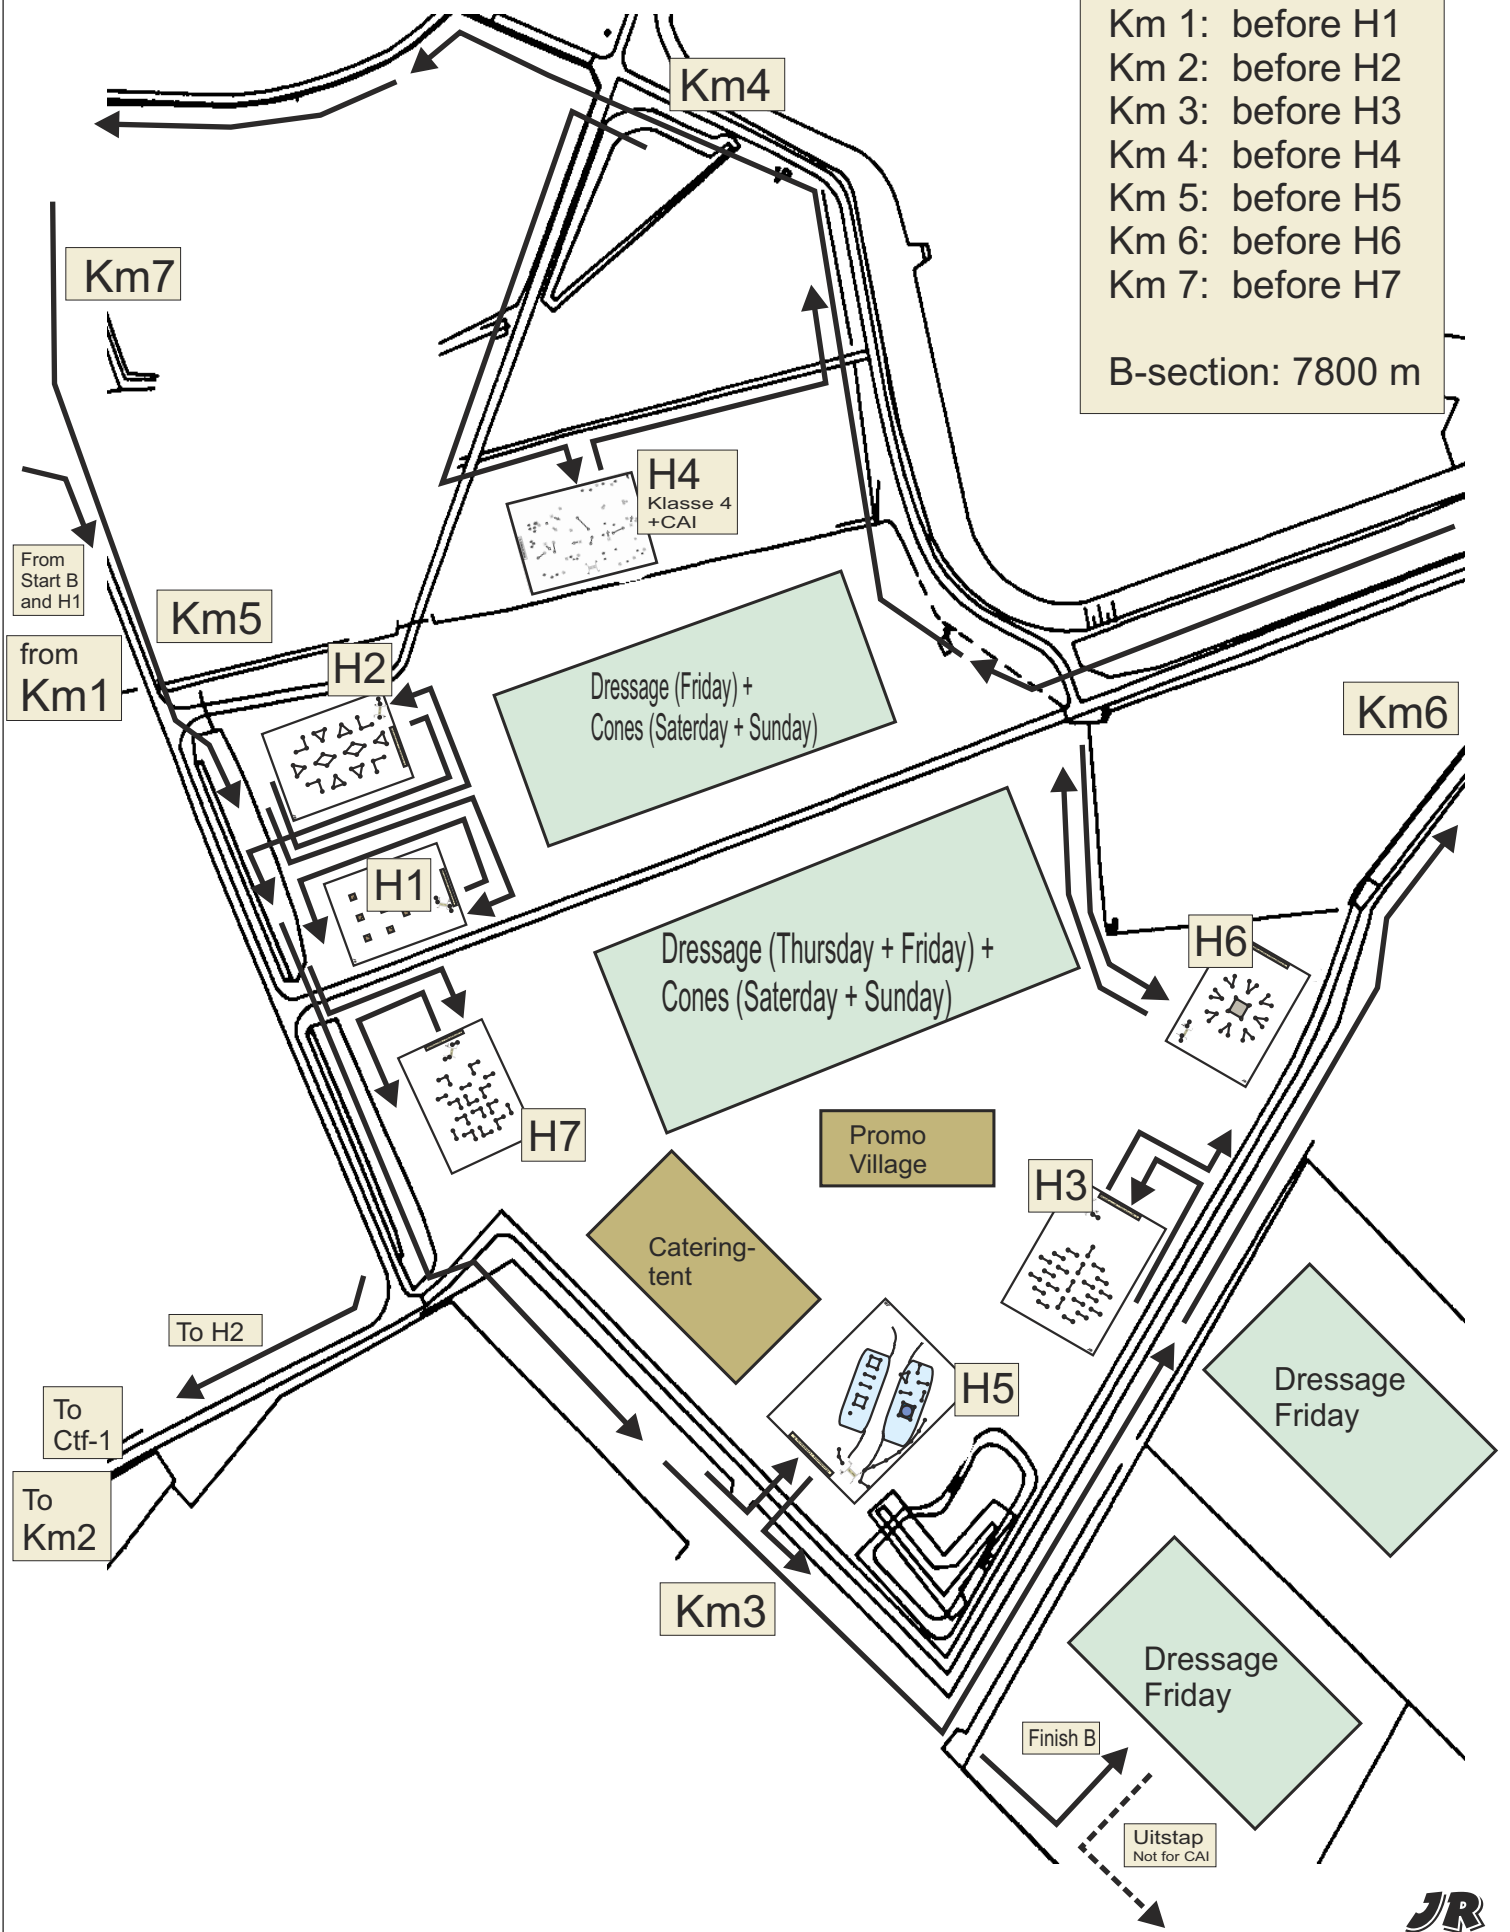 Km 1: before H1
Km 2: before H2
Km 3: before H3
Km 4: before H4
Km 5: before H5
Km 6: before H6
Km 7: before H7
B-section: 7800 m
Km4
Km7
H4
Klasse 4
+CAI
From
Start B
and H1
Km5
from
Km1
H2
Dressage (Friday) +
Cones (Saterday + Sunday)
Km6
H1
Dressage (Thursday + Friday) +
Cones (Saterday + Sunday)
H6
H7
Promo
Village
H3
Catering-
tent
To H2
H5
Dressage
Friday
To
Ctf-1
To
Km2
Km3
Dressage
Friday
Finish B
Uitstap
Not for CAI
JR